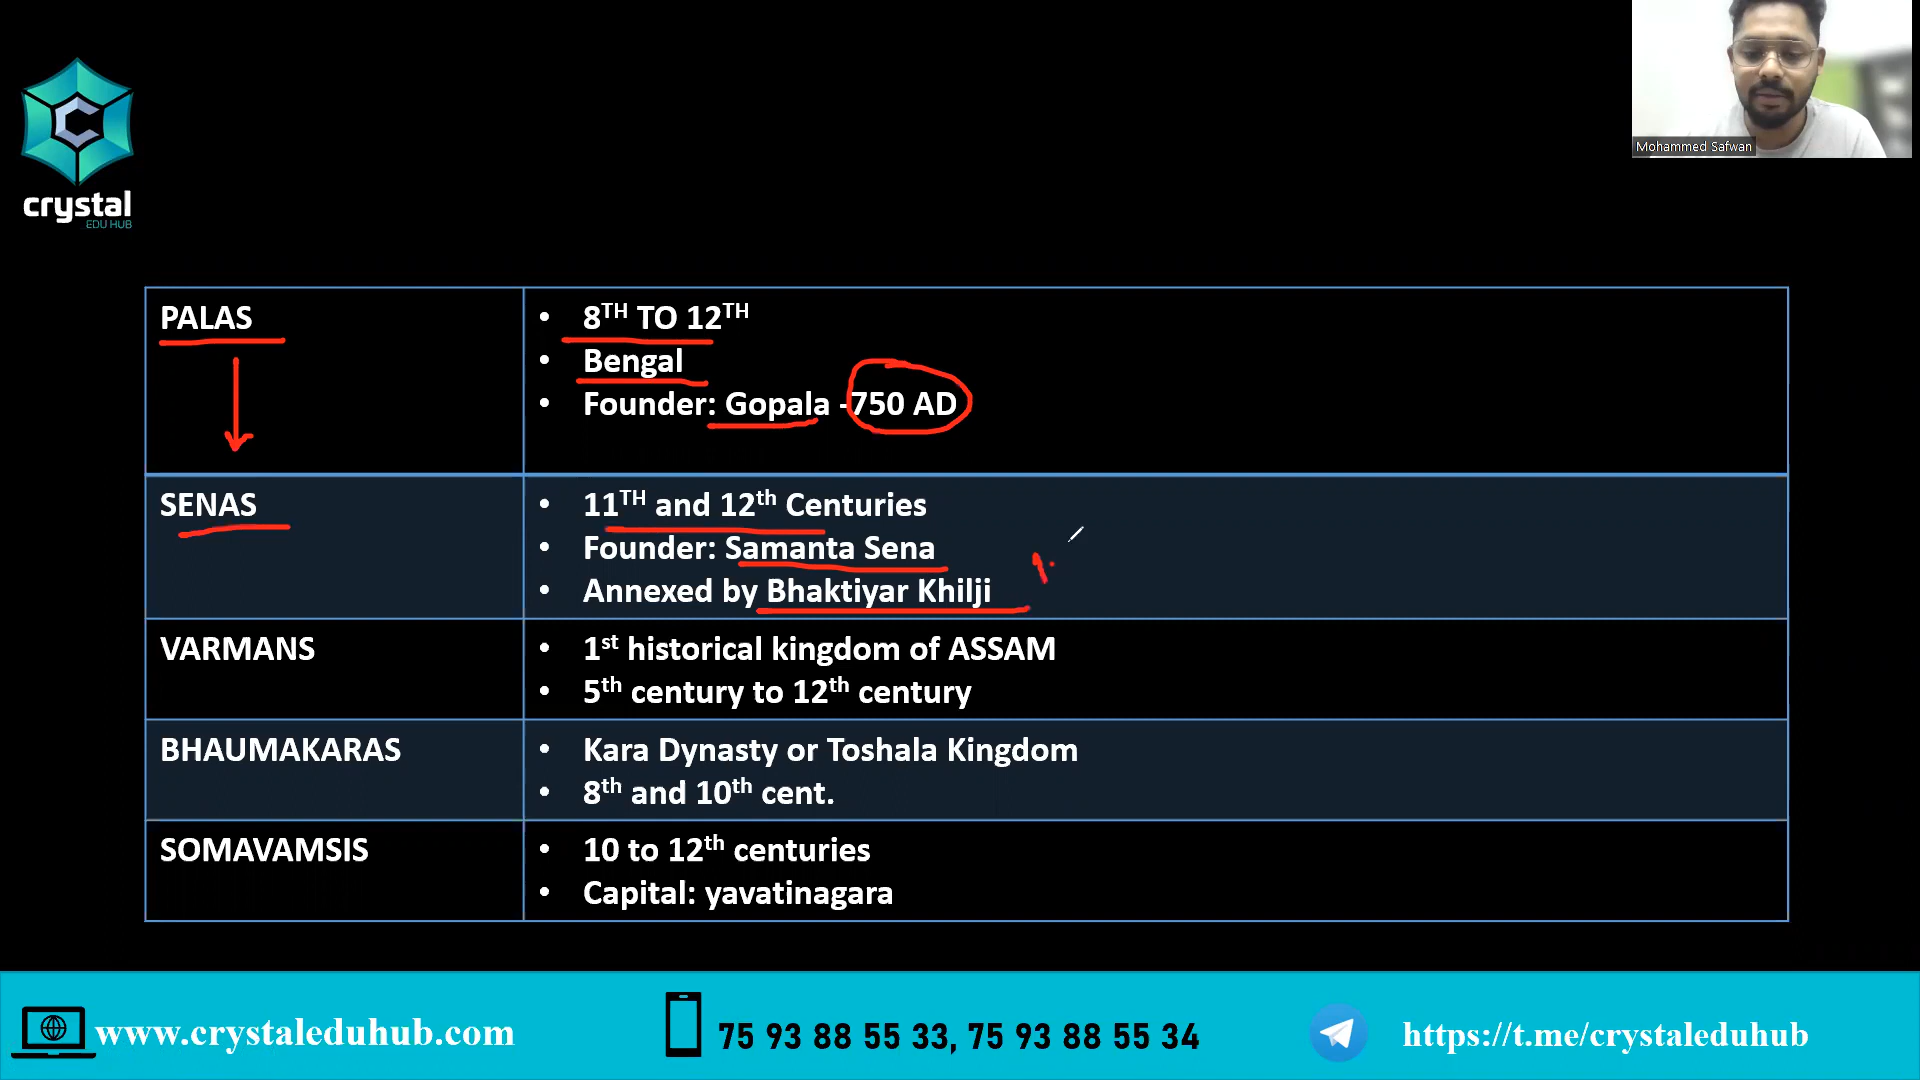 Mohammed Safwan
C
crystal
EDU HUB
PALAS
• 8TH TO 12TH
• Bengal
• Founder: Gopala -750 AD
SENAS
• 11TH and 12th Centuries
• Founder: Samanta Sena
• Annexed by Bhaktiyar Khilji
VARMANS
• 1st historical kingdom of ASSAM
• 5th century to 12th century
BHAUMAKARAS
• Kara Dynasty or Toshala Kingdom
• 8th and 10th cent.
SOMAVAMSIS
• 10 to 12th centuries
• Capital: yavatinagara
www.crystaleduhub.com
75 93 88 55 33, 75 93 88 55 34
https://t.me/crystaleduhub